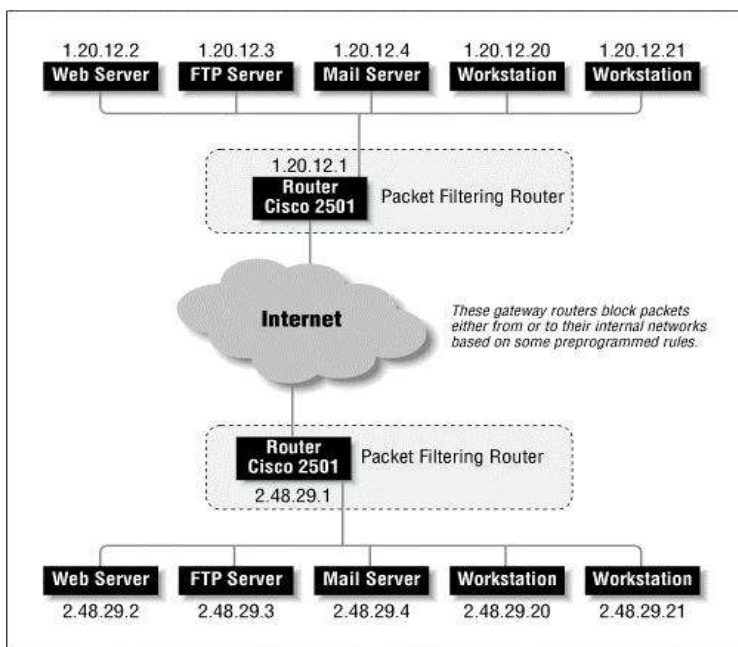 1.20.12.2 1.20.12.3 1.20.12.4 1.20.12.20 1.20.12.21
Web Server FTP Server Mail Server Workstation Workstation
1.20.12.1
Router
Cisco 2501
Packet Filtering Router
Internet
These gateway routers block packets
either from or to their internal networks
based on some preprogrammed rules.
Router
Cisco 2501
Packet Filtering Router
2.48.29.1
Web Server FTP Server Mail Server Workstation Workstation
2.48.29.2 2.48.29.3 2.48.29.4 2.48.29.20 2.48.29.21